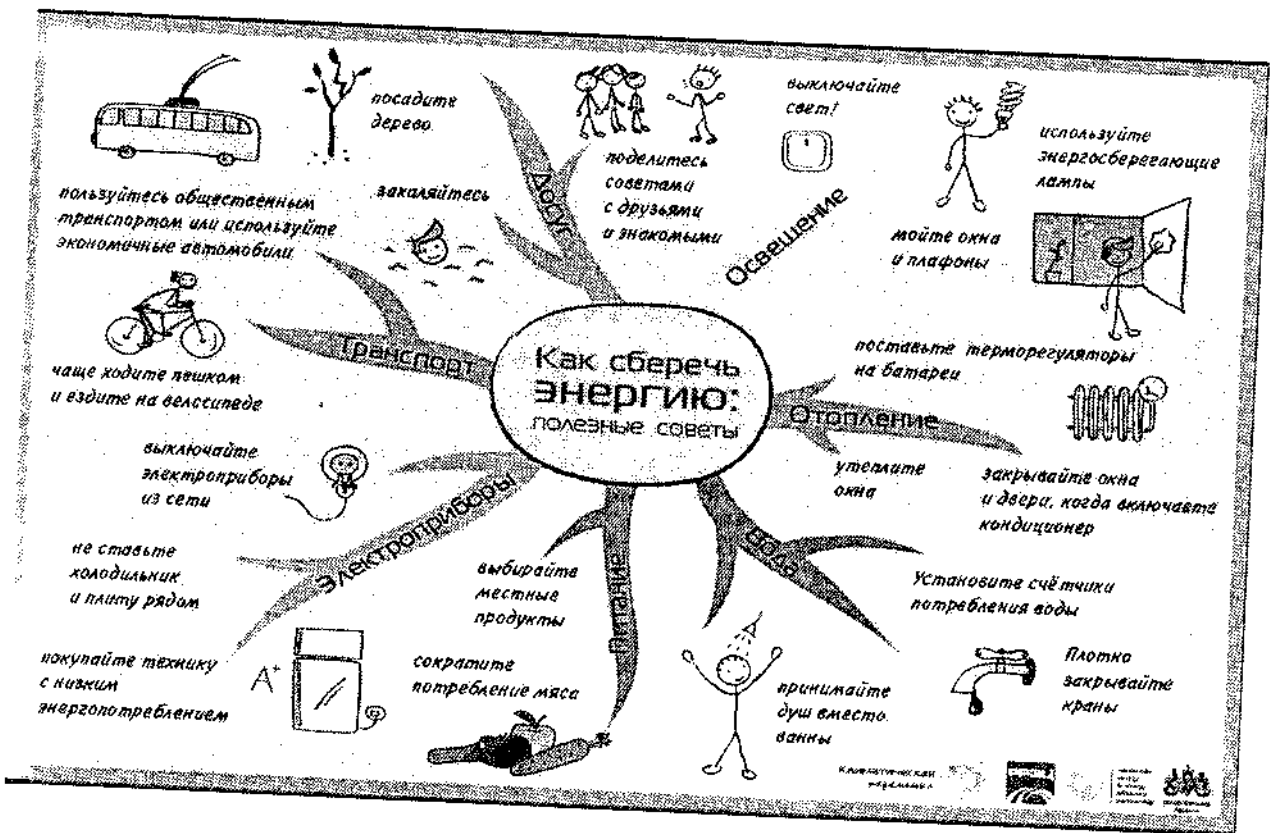 Как сберечь
энергию:
полезные советы
Досуг
посадите
дерево
закаляйтесь
поделитесь
советами
с друзьями
и знакомыми
Освещение
выключайте
свет!
используйте
энергосберегающие
лампы
мойте окна
и плафоны
Отопление
поставьте терморегуляторы
на батареи
утеплите
окна
закрывайте окна
и двери, когда включаете
кондиционер
Вода
Установите счётчики
потребления воды
Плотно
закрывайте
краны
принимайте
душ вместо
ванны
Питание
выбирайте
местные
продукты
сократите
потребление мяса
Электроприборы
выключайте
электроприборы
из сети
не ставьте
холодильник
и плиту рядом
покупайте технику
с низким
энергопотреблением
A+
Транспорт
пользуйтесь общественным
транспортом или используйте
экономичные автомобили
чаще ходите пешком
и ездите на велосипеде